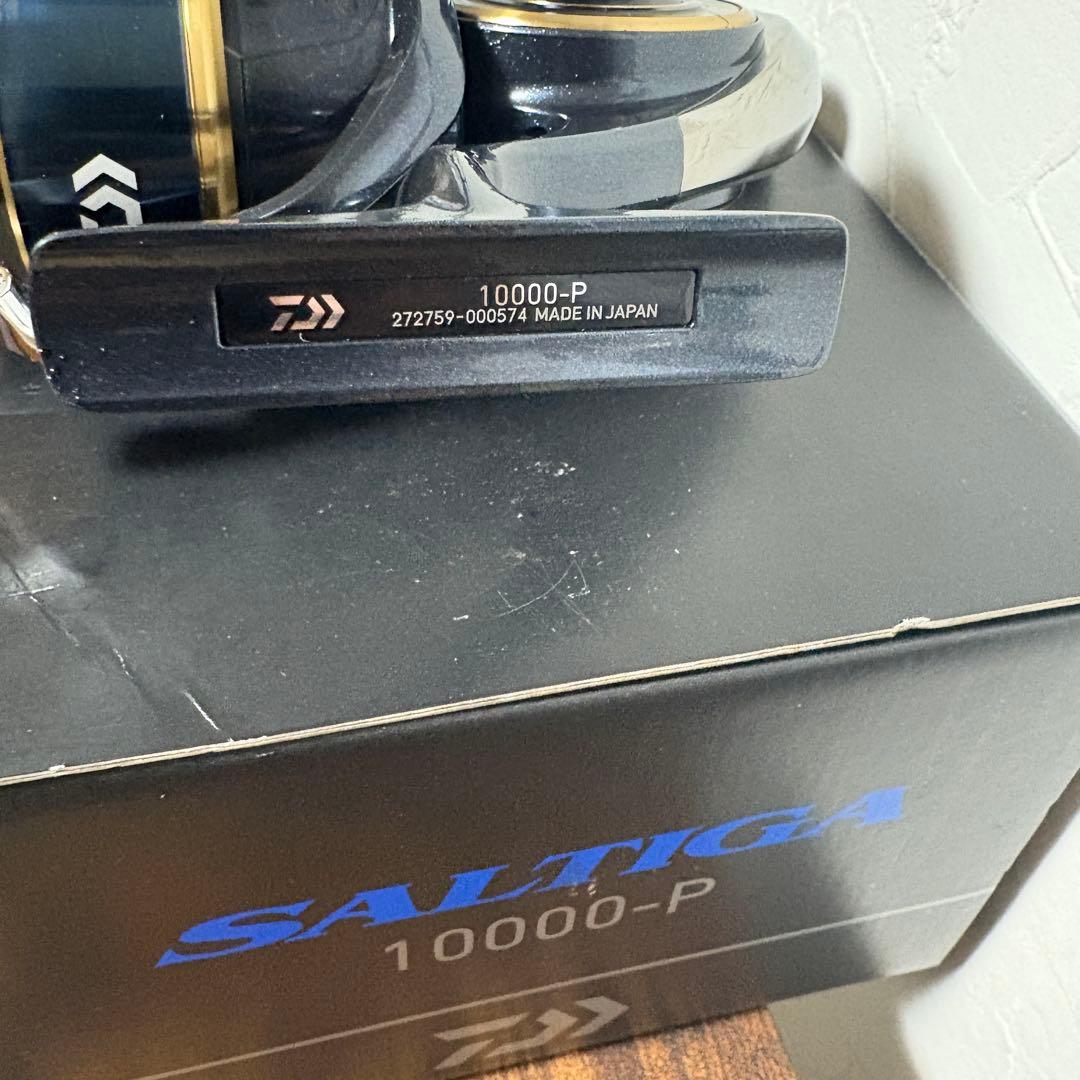 10000-P
272759-000574 MADE IN JAPAN
SALTIGA
10000-P